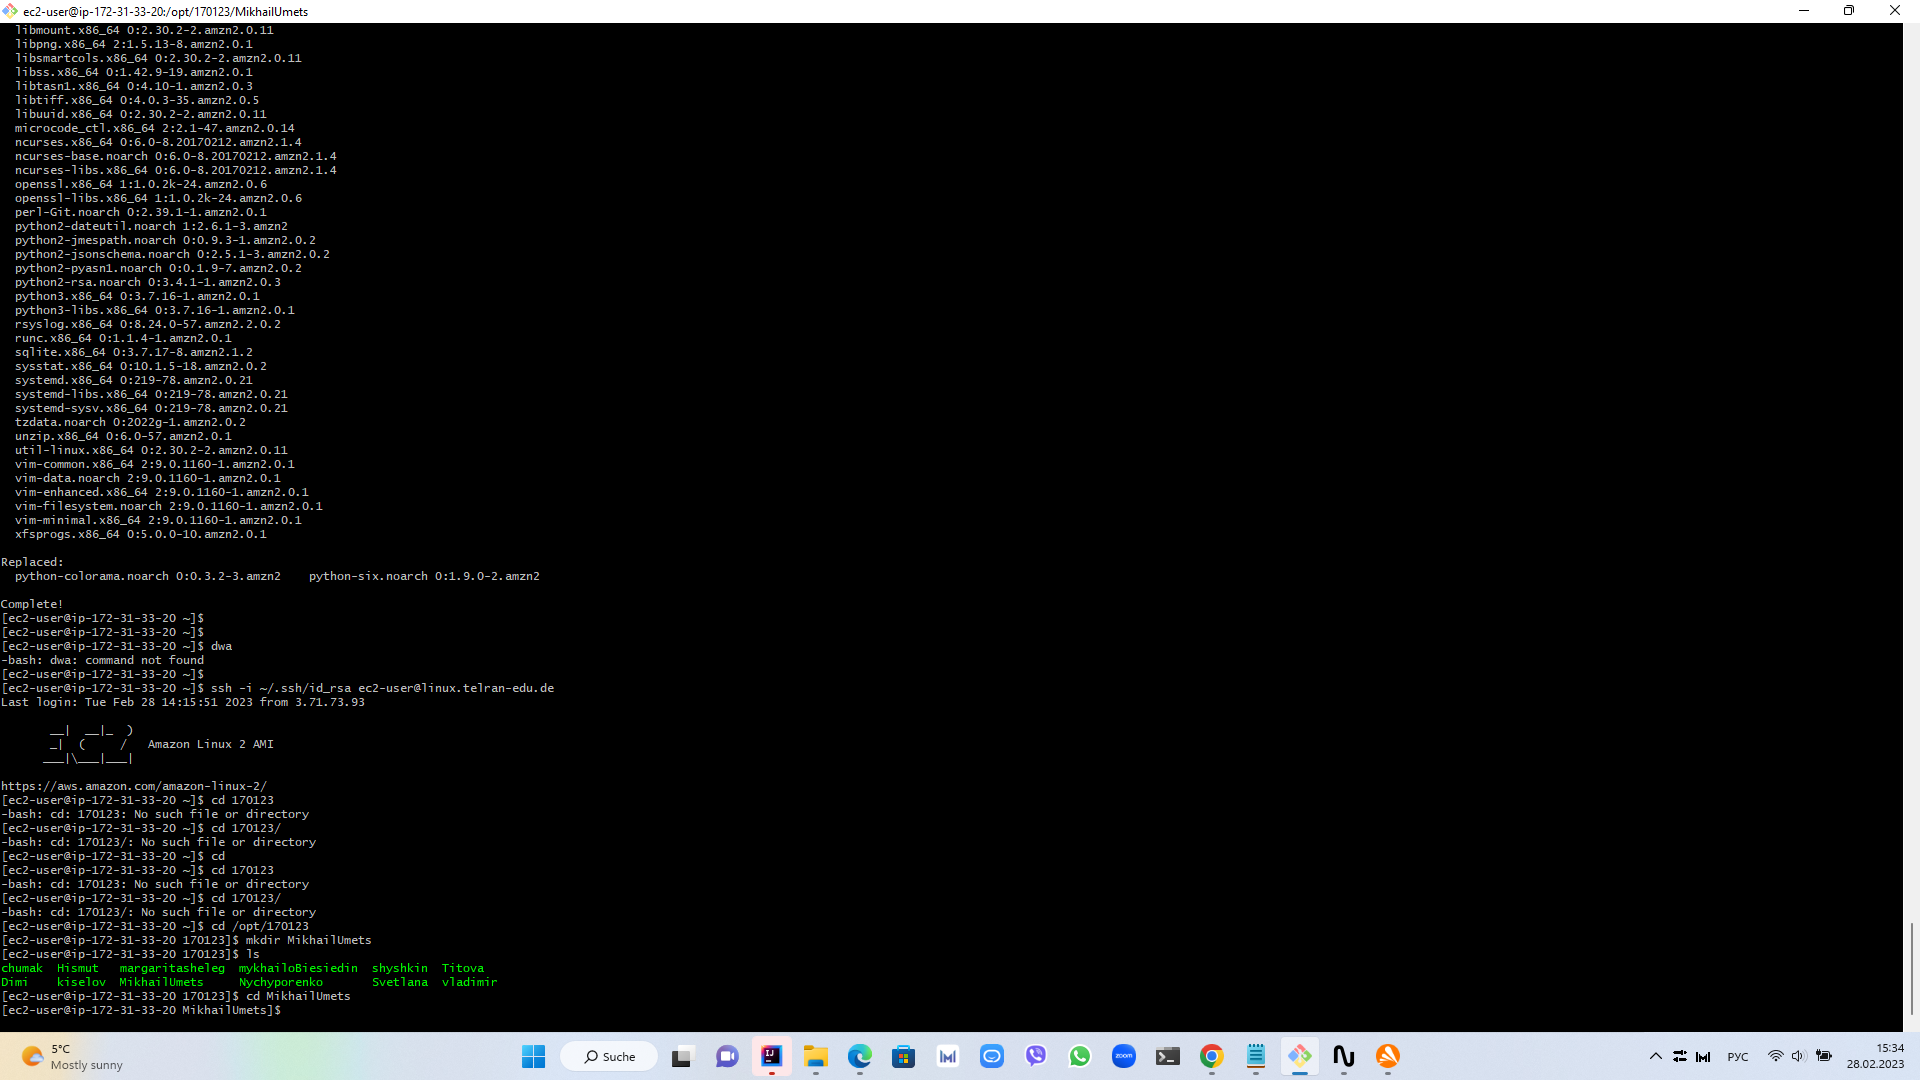 ec2-user@ip-172-31-33-20:/opt/170123/MikhailUmets
libmount.x86_64 0:2.30.2-2.amzn2.0.11
libpng.x86_64 2:1.5.13-8.amzn2.0.1
libsmartcols.x86_64 0:2.30.2-2.amzn2.0.11
libss.x86_64 0:1.42.9-19.amzn2.0.1
libtasn1.x86_64 0:4.10-1.amzn2.0.3
libtiff.x86_64 0:4.0.3-35.amzn2.0.5
libuuid.x86_64 0:2.30.2-2.amzn2.0.11
microcode_ctl.x86_64 2:2.1-47.amzn2.0.14
ncurses.x86_64 0:6.0-8.20170212.amzn2.1.4
ncurses-base.noarch 0:6.0-8.20170212.amzn2.1.4
ncurses-libs.x86_64 0:6.0-8.20170212.amzn2.1.4
openssl.x86_64 1:1.0.2k-24.amzn2.0.6
openssl-libs.x86_64 1:1.0.2k-24.amzn2.0.6
perl-Git.noarch 0:2.39.1-1.amzn2.0.1
python2-dateutil.noarch 1:2.6.1-3.amzn2
python2-jmespath.noarch 0:0.9.3-1.amzn2.0.2
python2-jsonschema.noarch 0:2.5.1-3.amzn2.0.2
python2-pyasn1.noarch 0:0.1.9-7.amzn2.0.2
python2-rsa.noarch 0:3.4.1-1.amzn2.0.3
python3.x86_64 0:3.7.16-1.amzn2.0.1
python3-libs.x86_64 0:3.7.16-1.amzn2.0.1
rsyslog.x86_64 0:8.24.0-57.amzn2.2.0.2
runc.x86_64 0:1.1.4-1.amzn2.0.1
sqlite.x86_64 0:3.7.17-8.amzn2.1.2
sysstat.x86_64 0:10.1.5-18.amzn2.0.2
systemd.x86_64 0:219-78.amzn2.0.21
systemd-libs.x86_64 0:219-78.amzn2.0.21
systemd-sysv.x86_64 0:219-78.amzn2.0.21
tzdata.noarch 0:2022g-1.amzn2.0.2
unzip.x86_64 0:6.0-57.amzn2.0.1
util-linux.x86_64 0:2.30.2-2.amzn2.0.11
vim-common.x86_64 2:9.0.1160-1.amzn2.0.1
vim-data.noarch 2:9.0.1160-1.amzn2.0.1
vim-enhanced.x86_64 2:9.0.1160-1.amzn2.0.1
vim-filesystem.noarch 2:9.0.1160-1.amzn2.0.1
vim-minimal.x86_64 2:9.0.1160-1.amzn2.0.1
xfsprogs.x86_64 0:5.0.0-10.amzn2.0.1
Replaced:
python-colorama.noarch 0:0.3.2-3.amzn2    python-six.noarch 0:1.9.0-2.amzn2
Complete!
[ec2-user@ip-172-31-33-20 ~]$
[ec2-user@ip-172-31-33-20 ~]$
[ec2-user@ip-172-31-33-20 ~]$ dwa
-bash: dwa: command not found
[ec2-user@ip-172-31-33-20 ~]$
[ec2-user@ip-172-31-33-20 ~]$ ssh -i ~/.ssh/id_rsa ec2-user@linux.telran-edu.de
Last login: Tue Feb 28 14:15:51 2023 from 3.71.73.93
__|  __|_  )
_|  (     /   Amazon Linux 2 AMI
___|\___|___|
https://aws.amazon.com/amazon-linux-2/
[ec2-user@ip-172-31-33-20 ~]$ cd 170123
-bash: cd: 170123: No such file or directory
[ec2-user@ip-172-31-33-20 ~]$ cd 170123/
-bash: cd: 170123/: No such file or directory
[ec2-user@ip-172-31-33-20 ~]$ cd
[ec2-user@ip-172-31-33-20 ~]$ cd 170123
-bash: cd: 170123: No such file or directory
[ec2-user@ip-172-31-33-20 ~]$ cd 170123/
-bash: cd: 170123/: No such file or directory
[ec2-user@ip-172-31-33-20 ~]$ cd /opt/170123
[ec2-user@ip-172-31-33-20 170123]$ mkdir MikhailUmets
[ec2-user@ip-172-31-33-20 170123]$ ls
chumak  Hismut   margaritasheleg  mykhailoBiesiedin  shyshkin  Titova
Dimi    kiselov  MikhailUmets     Nychyporenko       Svetlana  vladimir
[ec2-user@ip-172-31-33-20 170123]$ cd MikhailUmets
[ec2-user@ip-172-31-33-20 MikhailUmets]$
5°C
Mostly sunny
Suche
zoom
РУС
15:34
28.02.2023